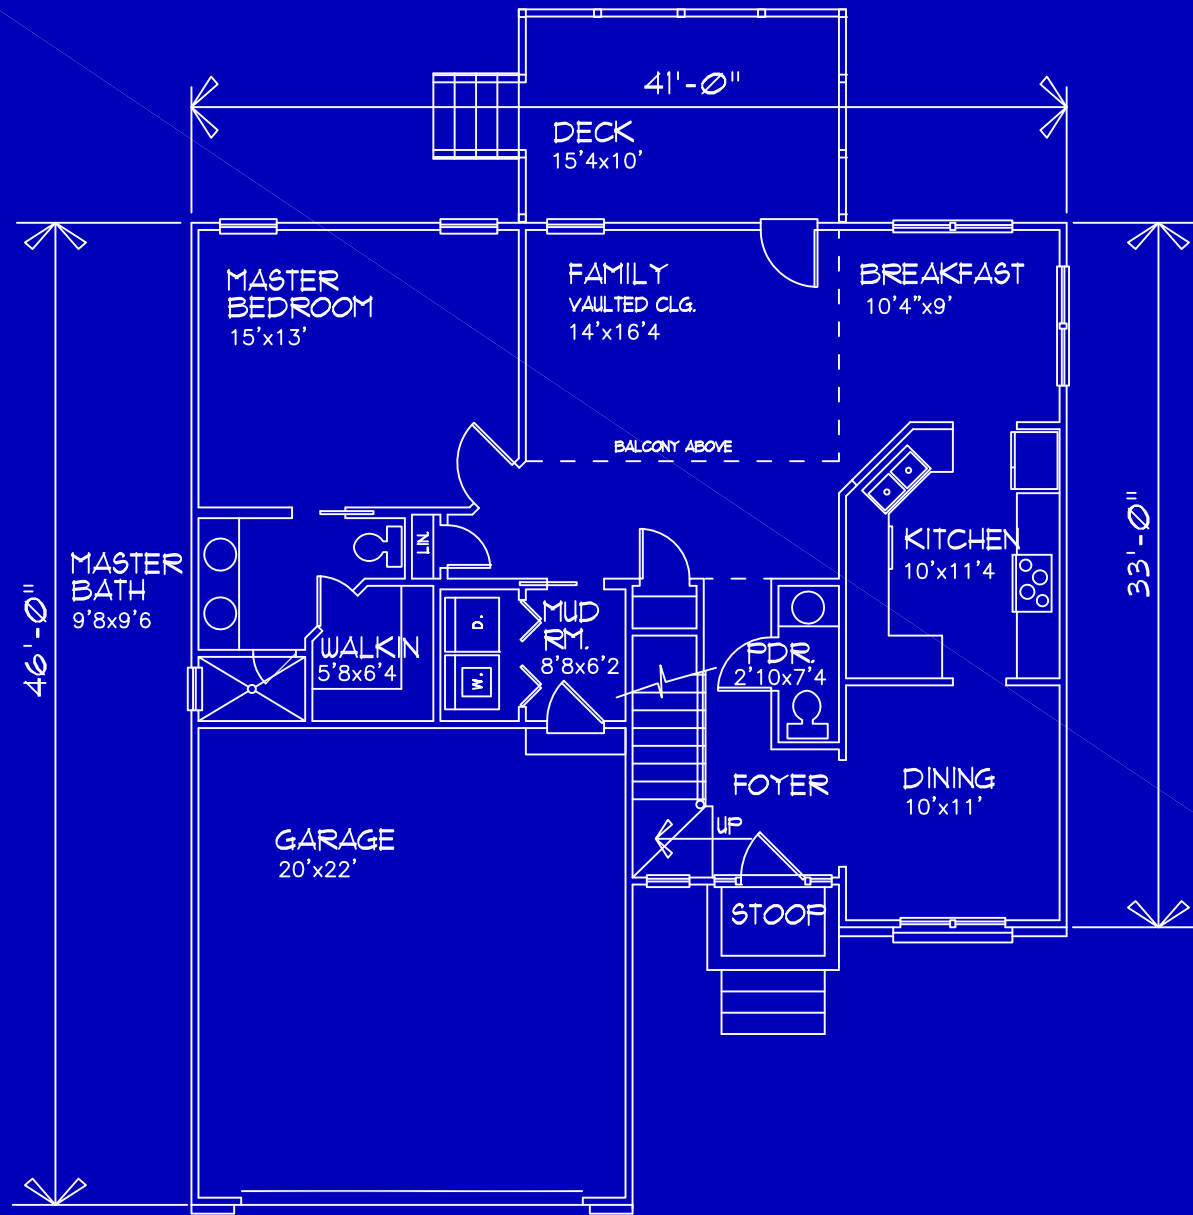 41'-0"
DECK
15'4x10'
MASTER
BEDROOM
15'x13'
FAMILY
VAULTED CLG.
14'x16'4
BREAKFAST
10'4"x9'
BALCONY ABOVE
MASTER
BATH
9'8x9'6
LIN.
KITCHEN
10'x11'4
46'-0"
33'-0"
WALKIN
5'8x6'4
D.
W.
MUD
RM.
8'8x6'2
PDR.
2'10x7'4
FOYER
DINING
10'x11'
UP
GARAGE
20'x22'
STOOP